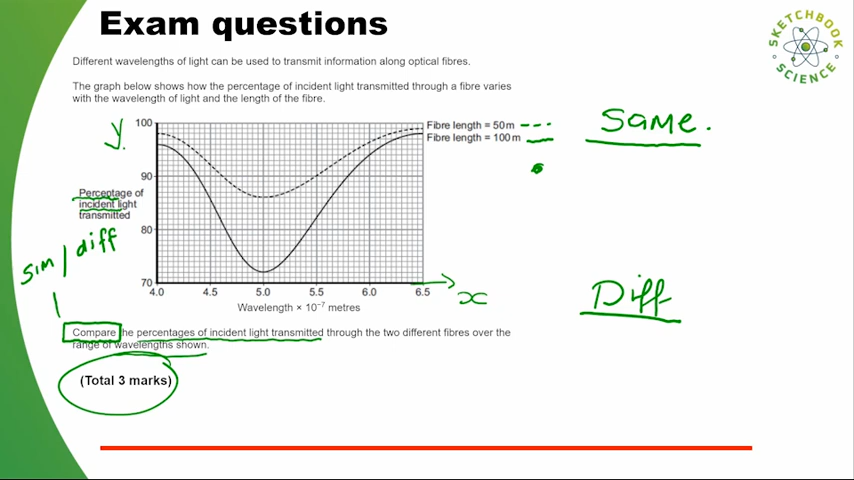 Exam questions
SKETCHBOOK
SCIENCE
Different wavelengths of light can be used to transmit information along optical fibres.
The graph below shows how the percentage of incident light transmitted through a fibre varies
with the wavelength of light and the length of the fibre.
y
100
90
80
70
Fibre length = 50 m
Fibre length = 100 m
Same.
Percentage of
incident light
transmitted
sim / diff
4.0 4.5 5.0 5.5 6.0 6.5
x
Wavelength × 10⁻⁷ metres
Diff
Compare the percentages of incident light transmitted through the two different fibres over the
range of wavelengths shown.
(Total 3 marks)